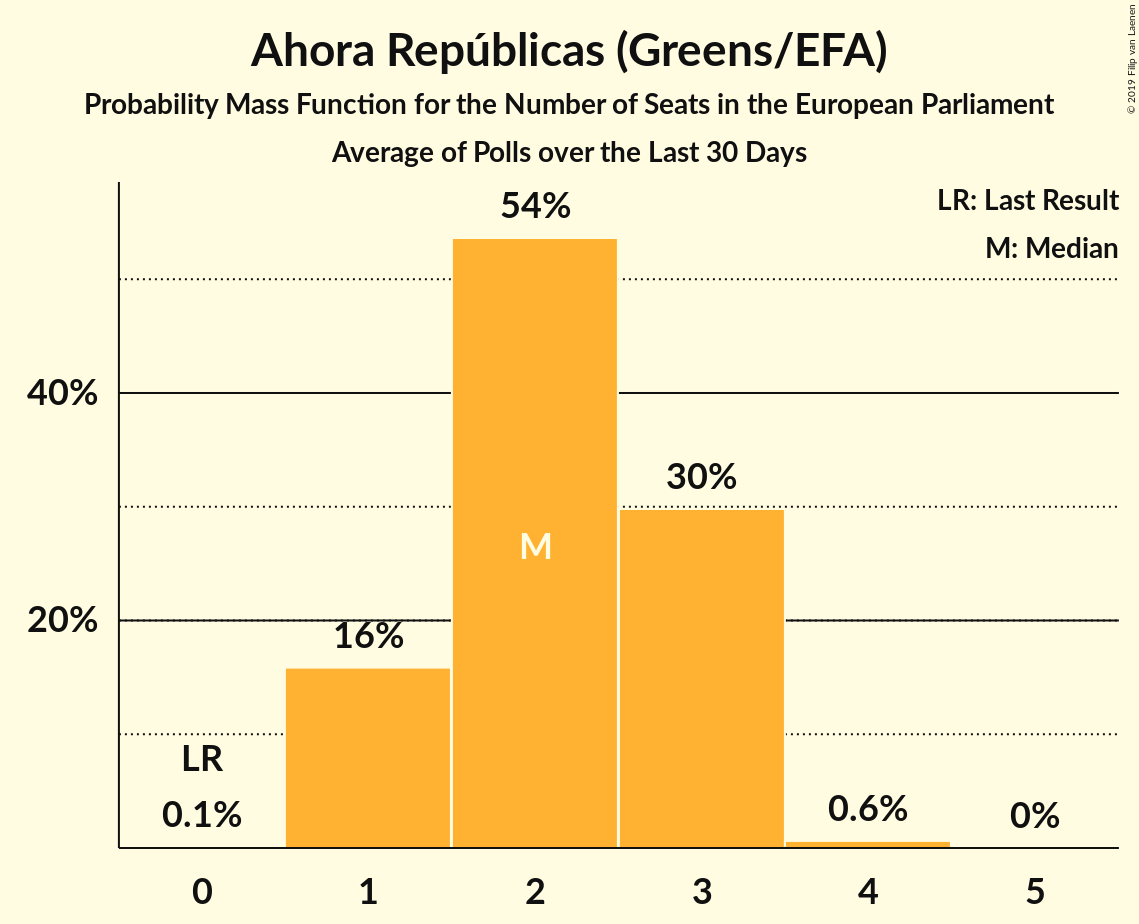 Ahora Repúblicas (Greens/EFA)
Probability Mass Function for the Number of Seats in the European Parliament
Average of Polls over the Last 30 Days
© 2019 Filip van Laenen
LR: Last Result
M: Median
54%
40%
30%
M
20%
16%
LR
0.1%
0.6%
0%
0 1 2 3 4 5